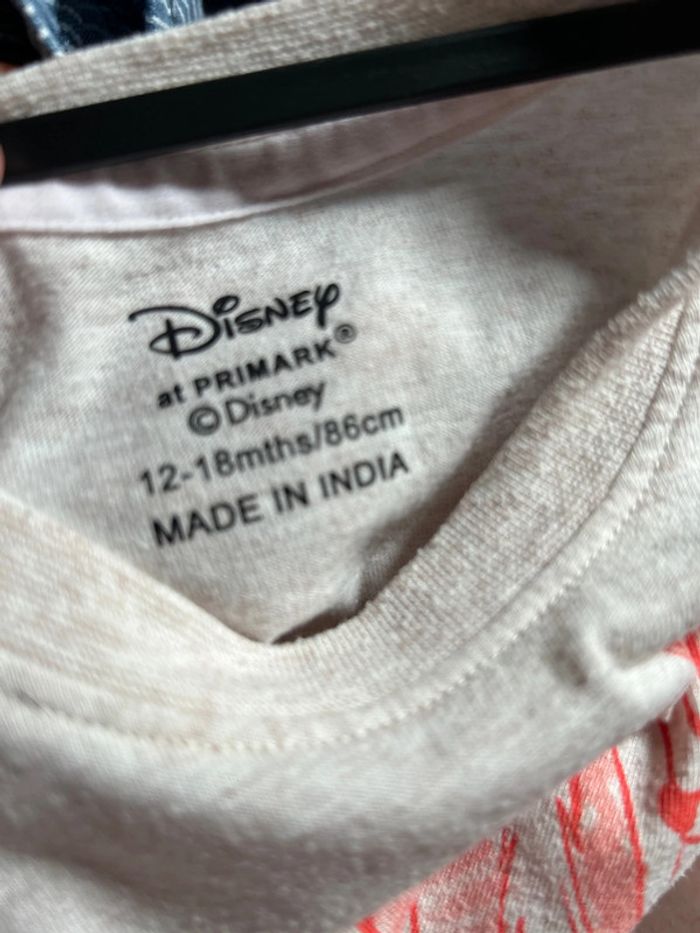 Disney
at PRIMARK®
©Disney
12-18mths/86cm
MADE IN INDIA